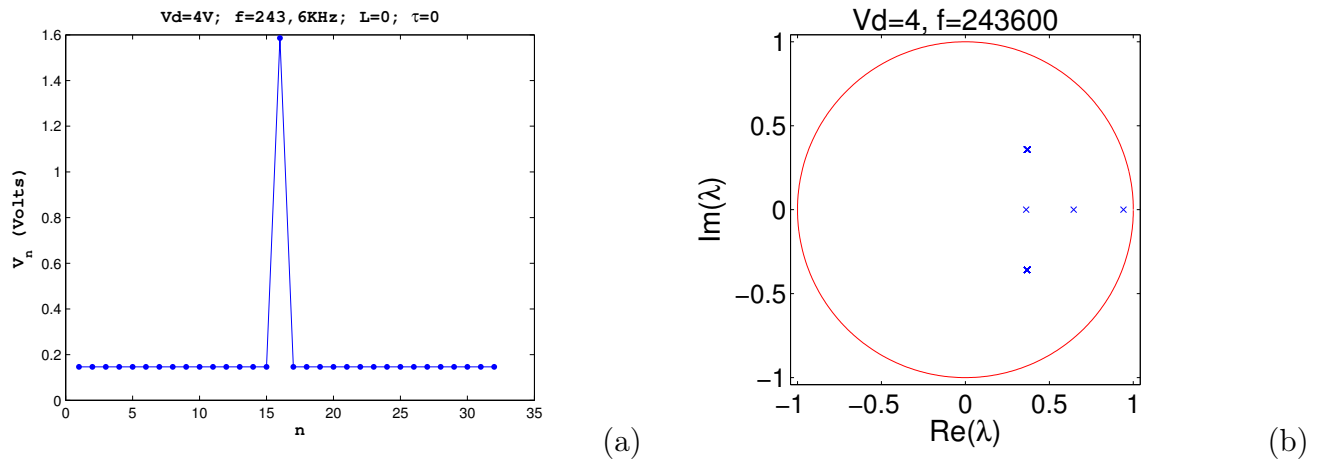 Vd=4V; f=243,6KHz; L=0; τ=0
1.6
1.4
1.2
1
0.8
0.6
0.4
0.2
0
V_n (Volts)
0 5 10 15 20 25 30 35
n
(a)
Vd=4, f=243600
1
0.5
0
−0.5
−1
Im(λ)
−1 −0.5 0 0.5 1
Re(λ)
(b)